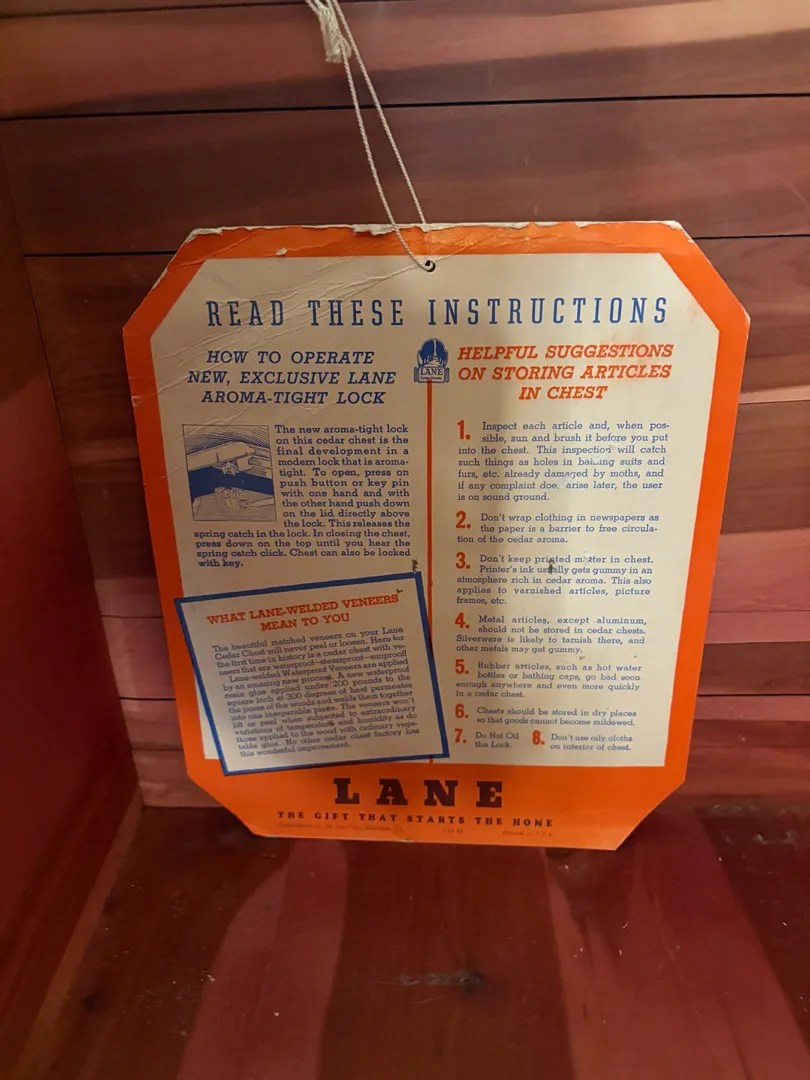 READ THESE INSTRUCTIONS
HOW TO OPERATE
NEW, EXCLUSIVE LANE
AROMA-TIGHT LOCK
The new aroma-tight lock
on this cedar chest is the
final development in a
modern lock that is aroma-
tight. To open, press on
push button or key pin
with one hand and with
the other hand push down
on the lid directly above
the lock. This releases the
spring catch in the lock. In closing the chest,
press down on the top until you hear the
spring catch click. Chest can also be locked
with key.
WHAT LANE-WELDED VENEERS
MEAN TO YOU
The beautiful matched veneers on your Lane
Cedar Chest will never peel or loosen. Here for
the first time in history is a cedar chest with ve-
neers that are waterproof—steamproof—
Lane-welded Waterproof Veneers are applied
by an amazing new process. A new waterproof
resin glue applied under 200 pounds to the
square inch at 300 degrees of heat permeates
the pores of the woods and welds them together
into one inseparable piece. The veneers won't
lift or peel when subjected to extraordinary
variations of temperature and humidity as do
those applied to the wood with ordinary vege-
table glue. No other cedar chest factory has
this wonderful improvement.
LANE
HELPFUL SUGGESTIONS
ON STORING ARTICLES
IN CHEST
1. Inspect each article and, when pos-
sible, sun and brush it before you put
into the chest. This inspection will catch
such things as holes in bathing suits and
furs, etc. already damaged by moths, and
if any complaint does arise later, the user
is on sound ground.
2. Don't wrap clothing in newspapers as
the paper is a barrier to free circula-
tion of the cedar aroma.
3. Don't keep printed matter in chest.
Printer's ink usually gets gummy in an
atmosphere rich in cedar aroma. This also
applies to varnished articles, picture
frames, etc.
4. Metal articles, except aluminum,
should not be stored in cedar chests.
Silverware is likely to tarnish there, and
other metals may get gummy.
5. Rubber articles, such as hot water
bottles or bathing caps, go bad soon
enough anywhere and even more quickly
in a cedar chest.
6. Chests should be stored in dry places
so that goods cannot become mildewed.
7. Do Not Oil
the Lock.
8. Don't use oily cloths
on interior of chest.
LANE
THE GIFT THAT STARTS THE HOME
Printed in U.S.A.